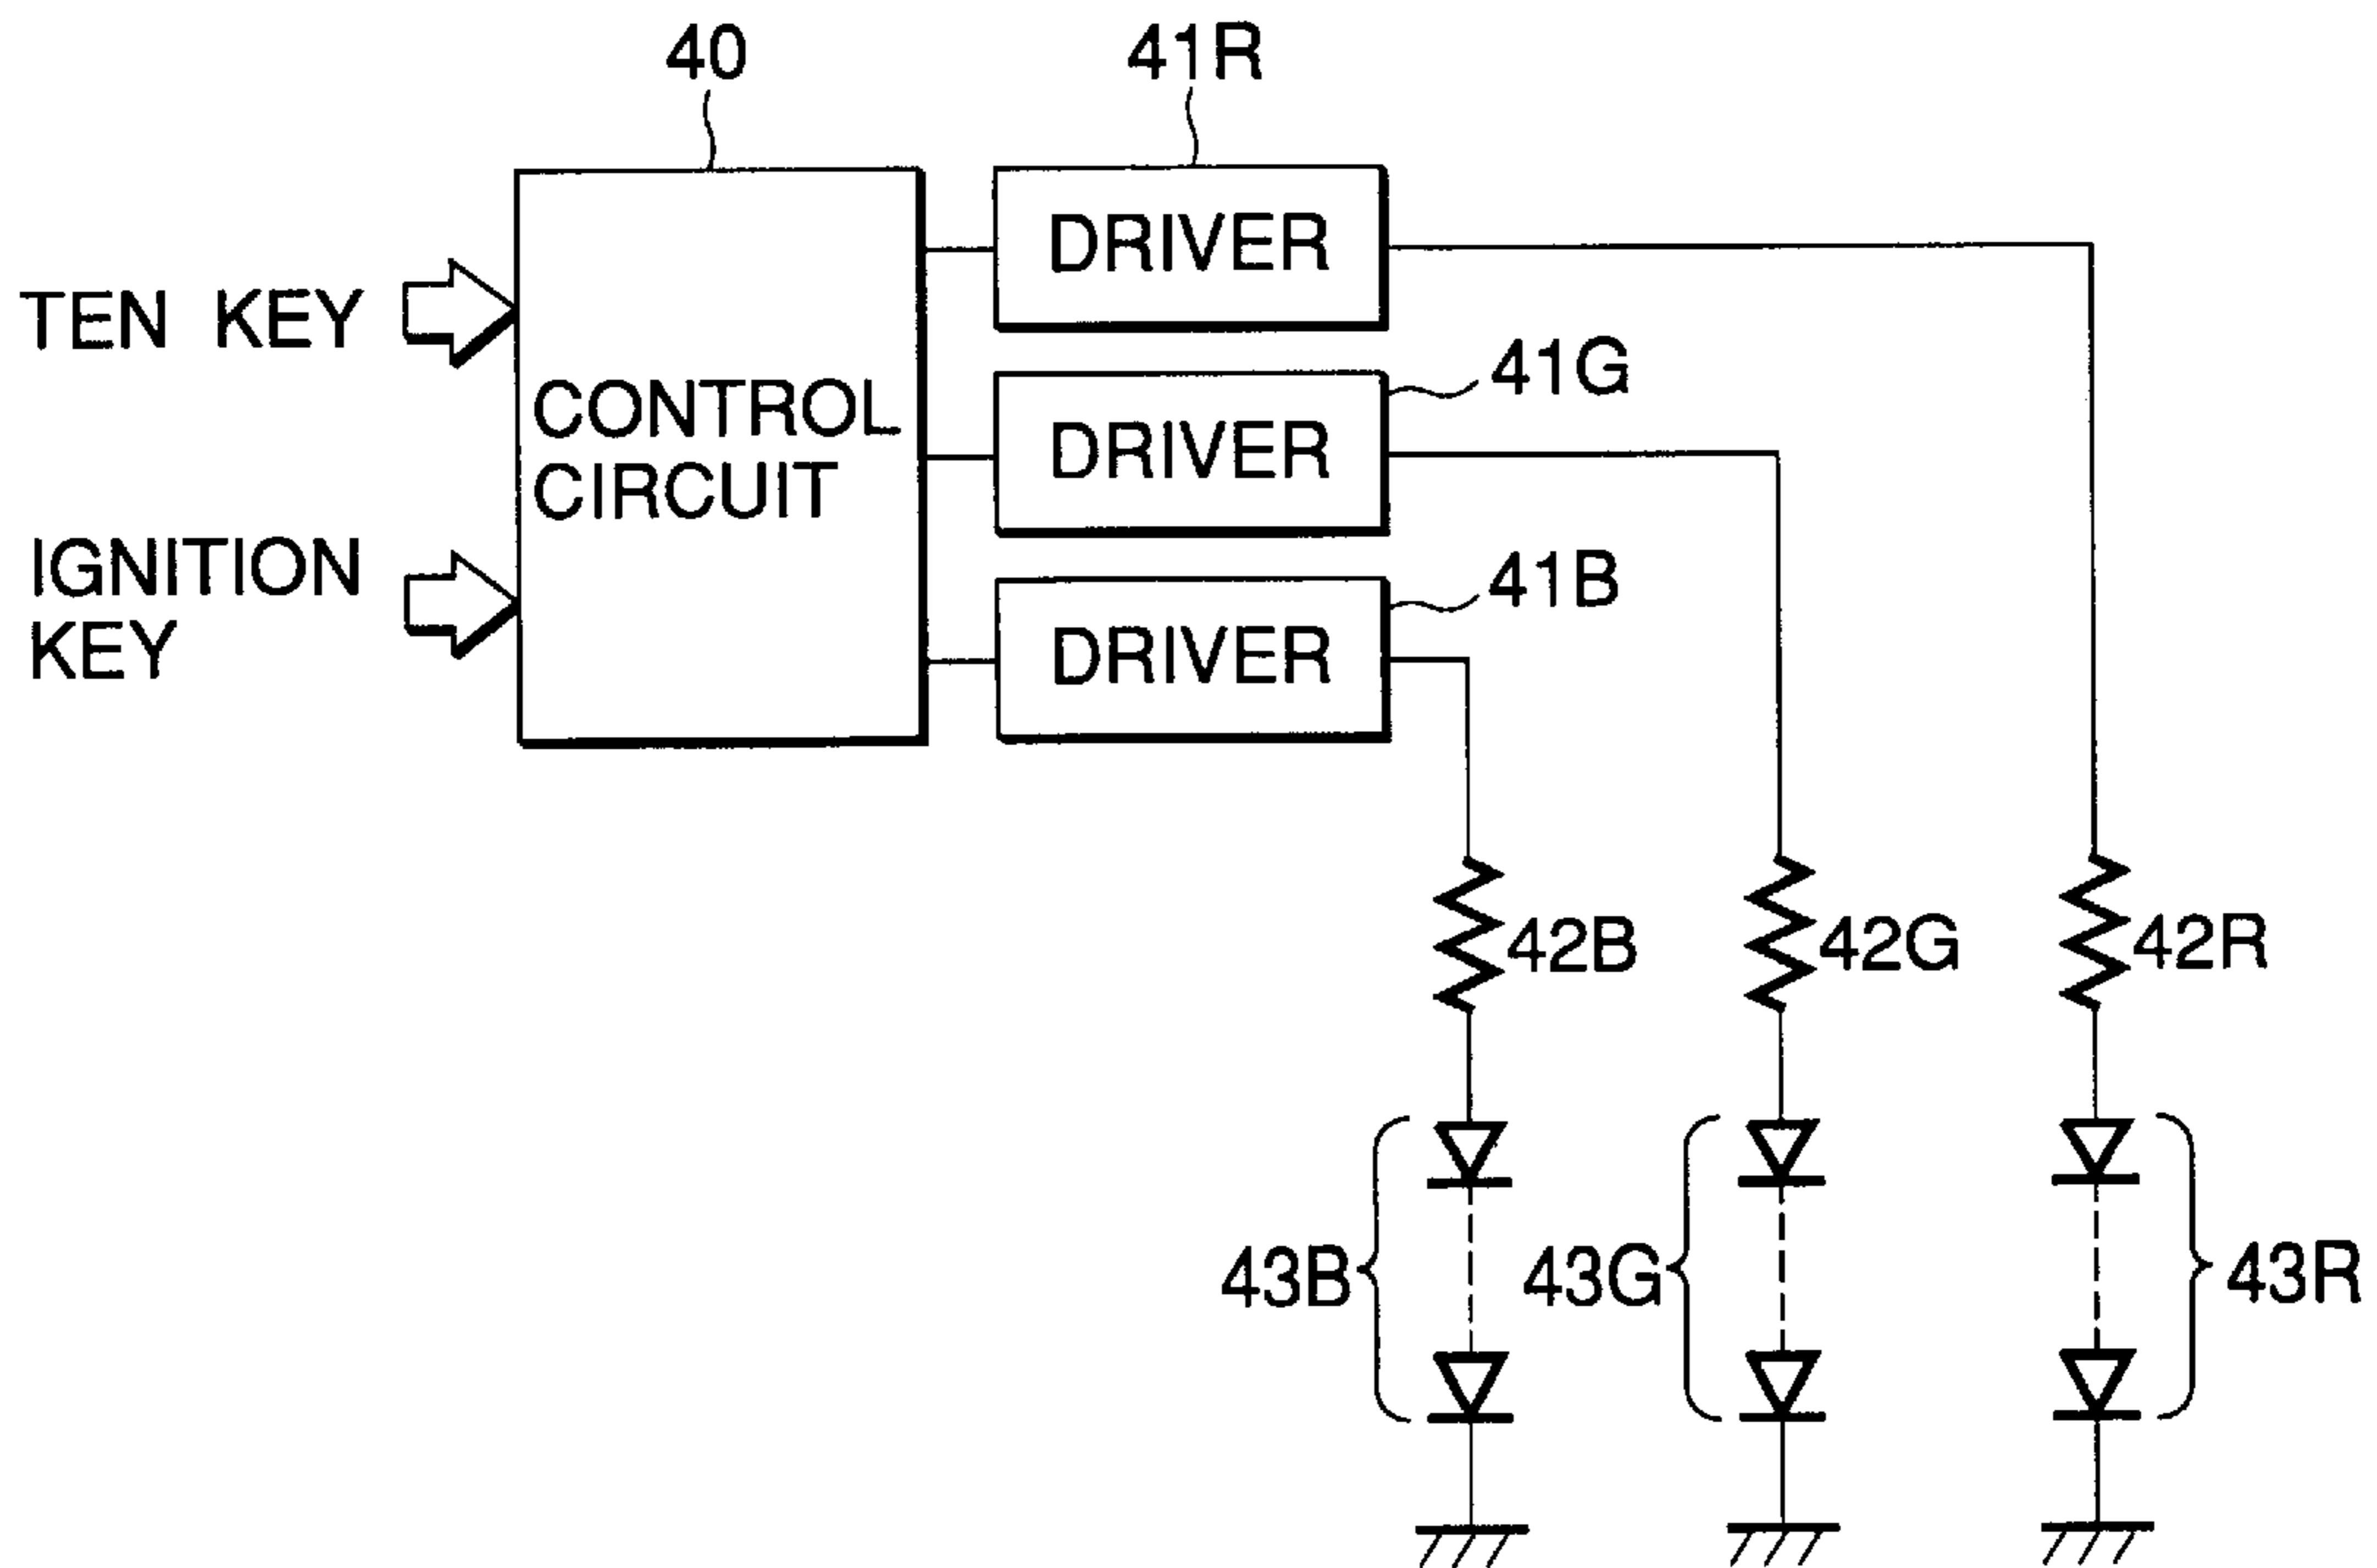 40
41R
DRIVER
TEN KEY
41G
CONTROL
CIRCUIT
DRIVER
IGNITION
KEY
41B
DRIVER
42B
42G
42R
43B
43G
43R